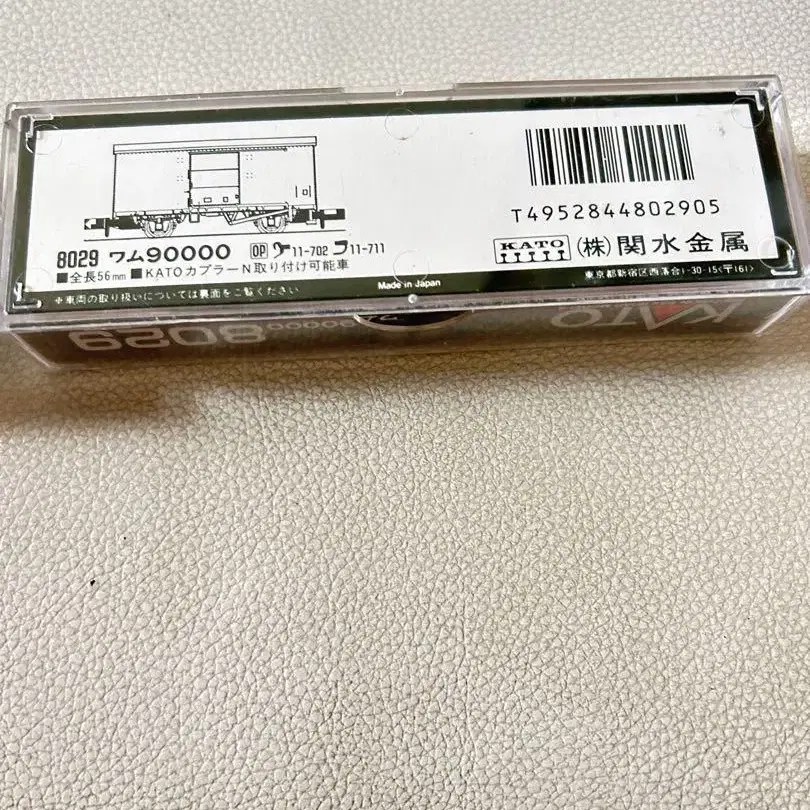 T4952844802905
8029 ワム90000
OP 11-702 11-711
■全長56mm ■KATOカプラーN取り付け可能車
※車両の取り扱いについては裏面をご覧ください
KATO (株)関水金属
東京都新宿区西落合1-30-15〈〒161〉
Made in Japan
8029
KATO